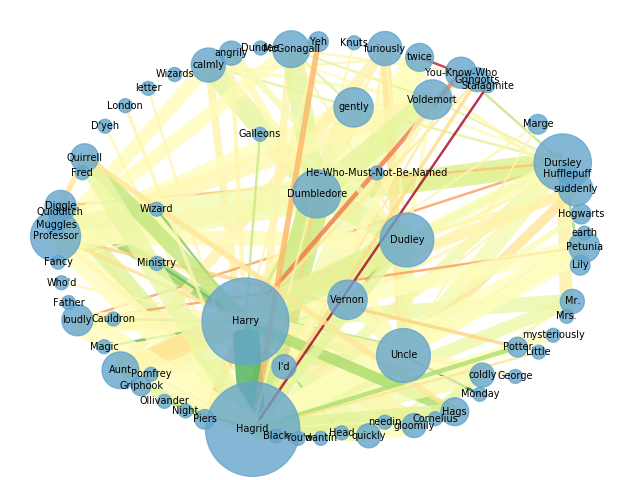 Yeh
Knuts
Dundee
McGonagall
furiously
angrily
twice
calmly
You-Know-Who
Wizards
Gringotts
Stalagmite
letter
Voldemort
London
gently
D'yeh
Marge
Galleons
Quirrell
Dursley
Fred
He-Who-Must-Not-Be-Named
Hufflepuff
suddenly
Dumbledore
Diggle
Wizard
Quidditch
Hogwarts
Muggles
earth
Professor
Dudley
Petunia
Fancy
Ministry
Lily
Who'd
Vernon
Mr.
Father
Mrs.
loudly
Cauldron
Harry
mysteriously
Magic
Potter
Little
Uncle
I'd
Aunt
Pomfrey
coldly
George
Griphook
Monday
Ollivander
Night
Hags
Piers
Cornelius
needin
gloomily
Hagrid
Black
You'd
wantin
Head
quickly